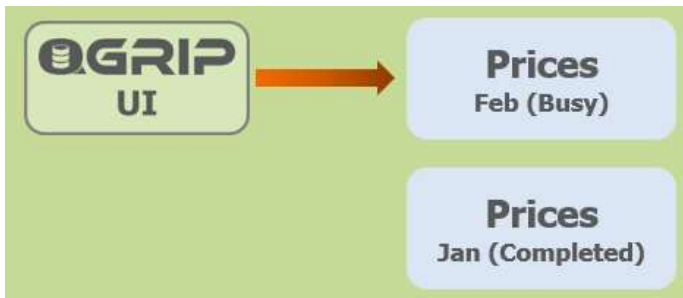 QGRIP
UI
Prices
Feb (Busy)
Prices
Jan (Completed)